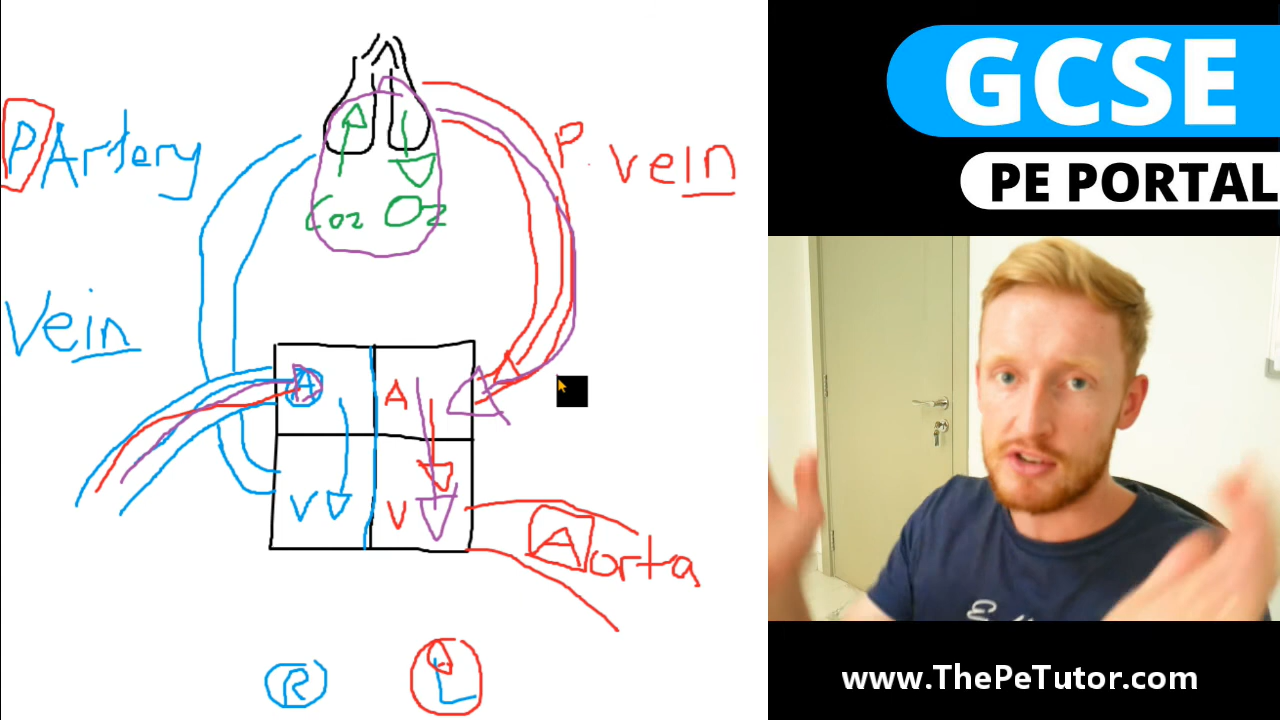 P Artery
P. vein
Co2 O2
Vein
A A
V V
Aorta
R L
GCSE
PE PORTAL
www.ThePeTutor.com